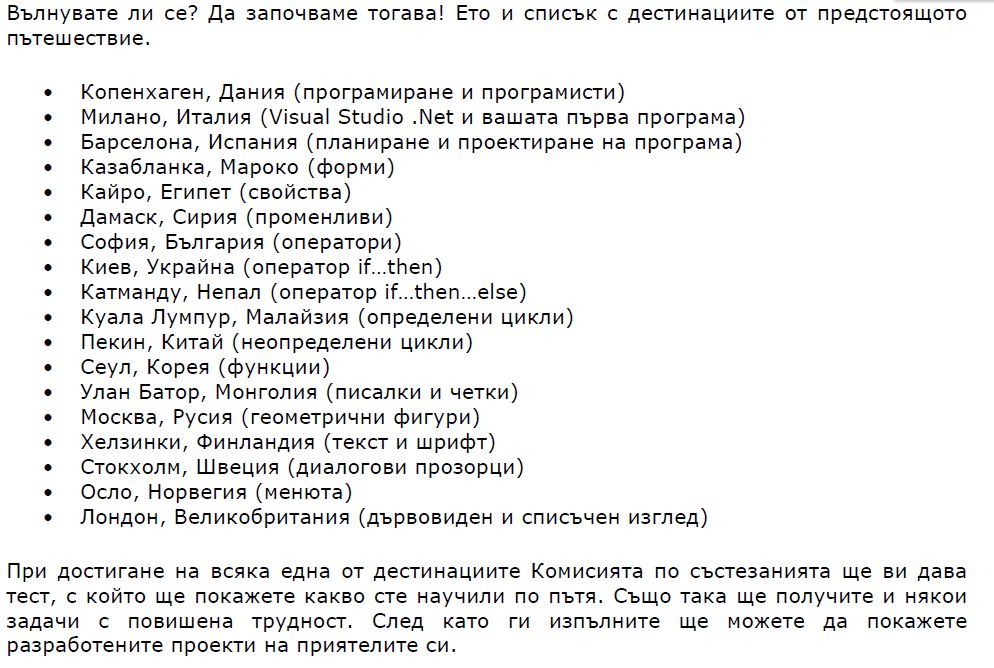 Вълнувате ли се? Да започваме тогава! Ето и списък с дестинациите от предстоящото
пътешествие.
• Копенхаген, Дания (програмиране и програмисти)
• Милано, Италия (Visual Studio .Net и вашата първа програма)
• Барселона, Испания (планиране и проектиране на програма)
• Казабланка, Мароко (форми)
• Кайро, Египет (свойства)
• Дамаск, Сирия (променливи)
• София, България (оператори)
• Киев, Украйна (оператор if…then)
• Катманду, Непал (оператор if…then…else)
• Куала Лумпур, Малайзия (определени цикли)
• Пекин, Китай (неопределени цикли)
• Сеул, Корея (функции)
• Улан Батор, Монголия (писалки и четки)
• Москва, Русия (геометрични фигури)
• Хелзинки, Финландия (текст и шрифт)
• Стокхолм, Швеция (диалогови прозорци)
• Осло, Норвегия (менюта)
• Лондон, Великобритания (дървовиден и списъчен изглед)
При достигане на всяка една от дестинациите Комисията по състезанията ще ви дава
тест, с който ще покажете какво сте научили по пътя. Също така ще получите и някои
задачи с повишена трудност. След като ги изпълните ще можете да покажете
разработените проекти на приятелите си.